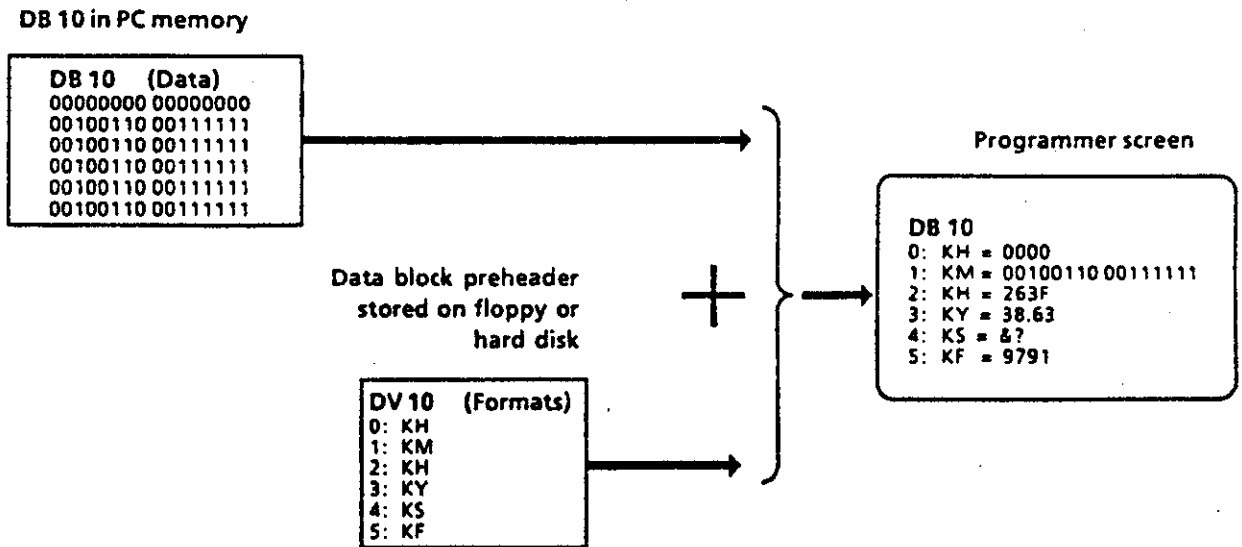 DB 10 in PC memory
DB 10 (Data)
00000000 00000000
00100110 00111111
00100110 00111111
00100110 00111111
00100110 00111111
00100110 00111111
Data block preheader
stored on floppy or
hard disk
DV 10 (Formats)
0: KH
1: KM
2: KH
3: KY
4: KS
5: KF
Programmer screen
DB 10
0: KH = 0000
1: KM = 00100110 00111111
2: KH = 263F
3: KY = 38.63
4: KS = &?
5: KF = 9791